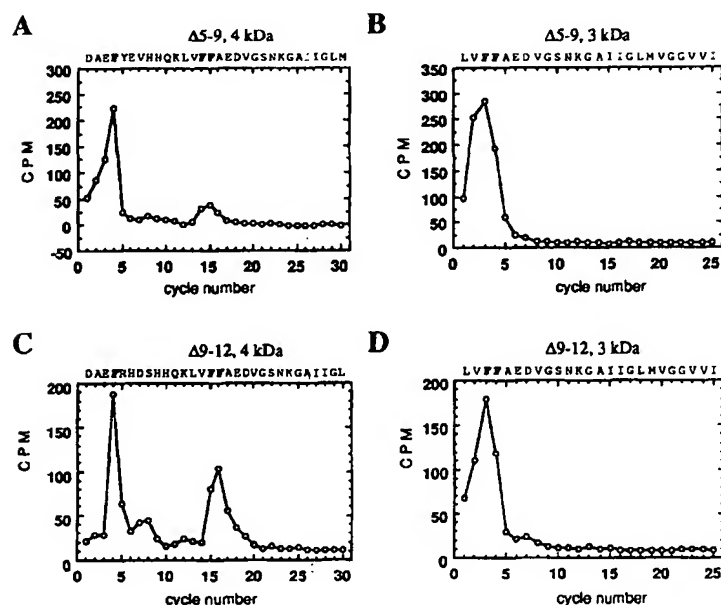 A
Δ5-9, 4 kDa
DAEFYEVHHQKLVFFAEDVGSNKGAIIGLM
300
250
200
150
100
50
0
-50
CPM
0 5 10 15 20 25 30
cycle number
B
Δ5-9, 3 kDa
LVFFAEDVGSNKGAIIGLMVGGVVI
350
300
250
200
150
100
50
0
CPM
0 5 10 15 20 25
cycle number
C
Δ9-12, 4 kDa
DAEFRHDSHHQKLVFFAEDVGSNKGAIIGL
200
150
100
50
0
CPM
0 5 10 15 20 25 30
cycle number
D
Δ9-12, 3 kDa
LVFFAEDVGSNKGAIIGLMVGGVVI
200
150
100
50
0
CPM
0 5 10 15 20 25
cycle number